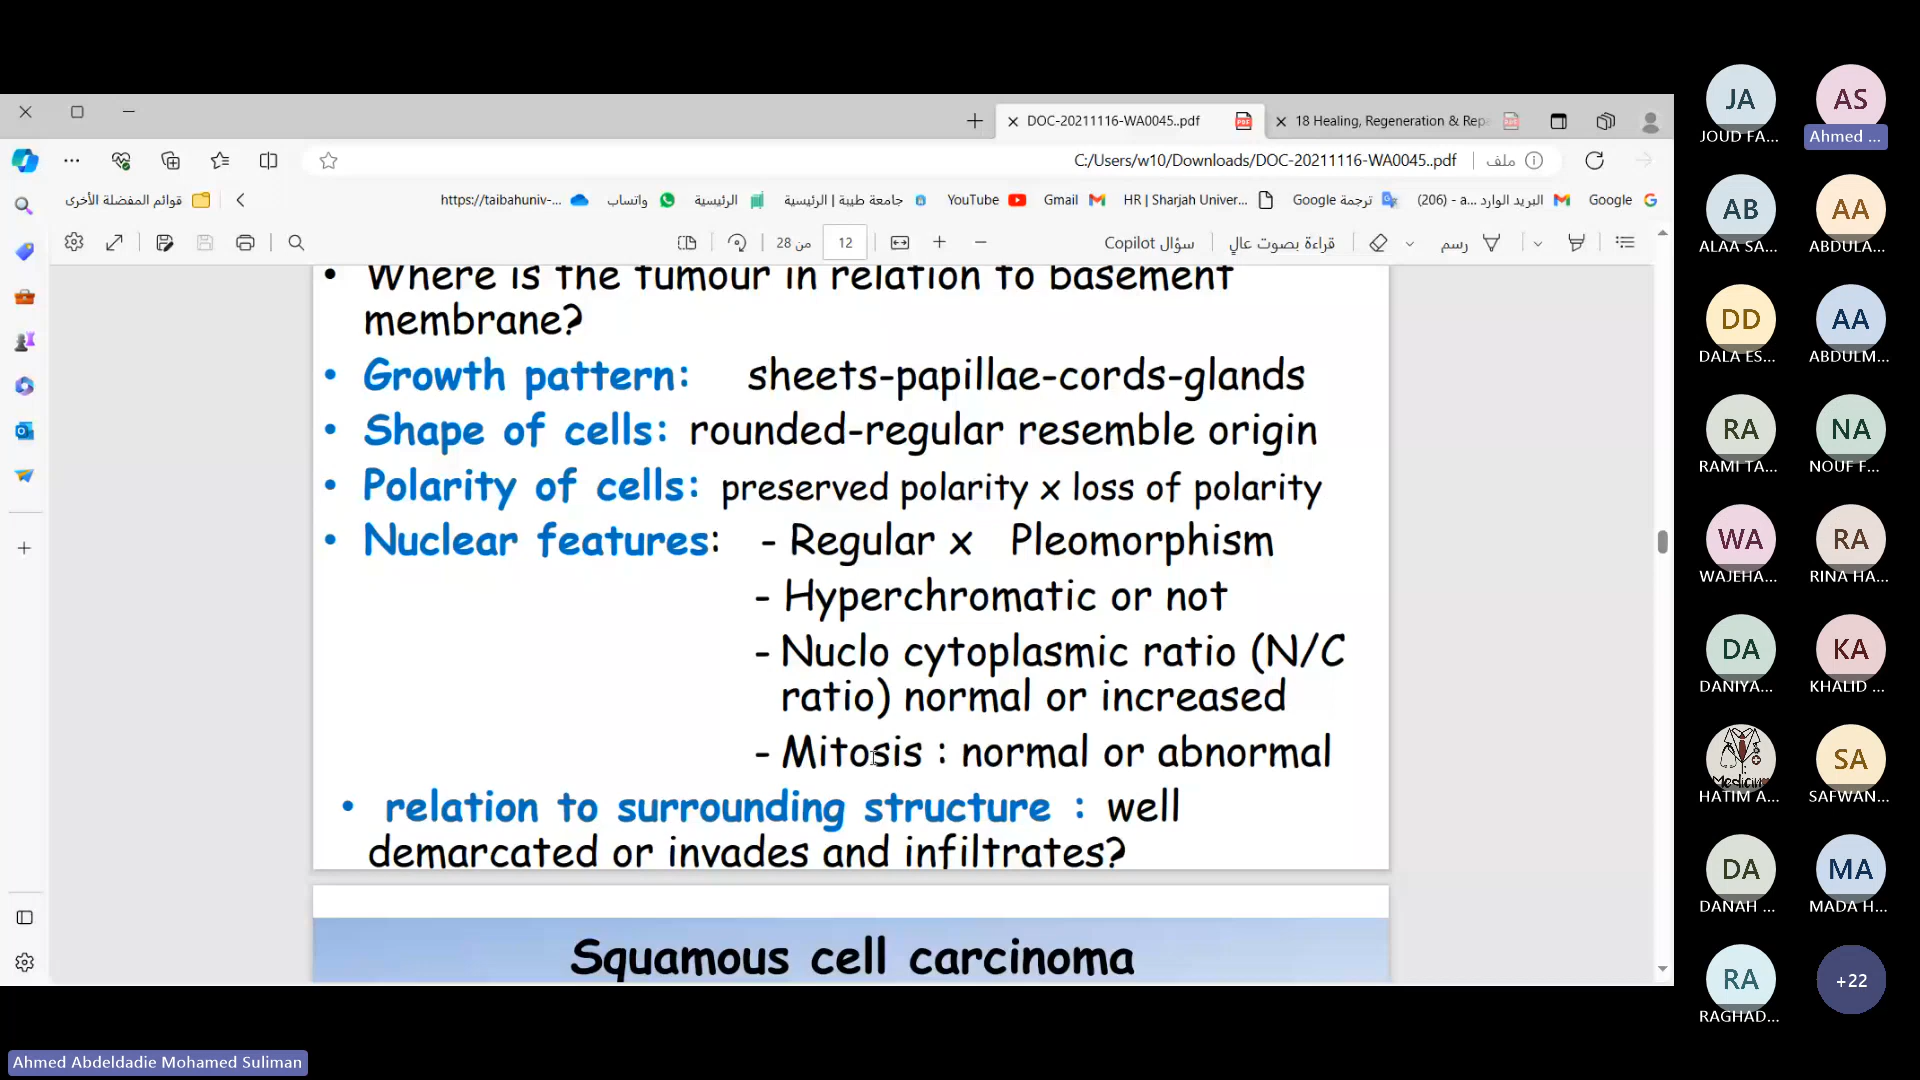 DOC-20211116-WA0045..pdf
18 Healing, Regeneration & Rep
C:/Users/w10/Downloads/DOC-20211116-WA0045..pdf
ملف
قوائم المفضلة الأخرى
https://taibahuniv-...
واتساب
الرئيسية
جامعة طيبة | الرئيسية
YouTube
Gmail
HR | Sharjah Univer...
ترجمة Google
البريد الوارد (206) - a...
Google
12
من 28
سؤال Copilot
قراءة بصوت عالٍ
رسم
• Where is the tumour in relation to basement
membrane?
• Growth pattern: sheets-papillae-cords-glands
• Shape of cells: rounded-regular resemble origin
• Polarity of cells: preserved polarity x loss of polarity
• Nuclear features: - Regular x Pleomorphism
- Hyperchromatic or not
- Nuclo cytoplasmic ratio (N/C
ratio) normal or increased
- Mitosis : normal or abnormal
• relation to surrounding structure : well
demarcated or invades and infiltrates?
Squamous cell carcinoma
JA
JOUD FA...
AS
Ahmed ...
AB
ALAA SA...
AA
ABDULA...
DD
DALA ES...
AA
ABDULM...
RA
RAMI TA...
NA
NOUF F...
WA
WAJEHA...
RA
RINA HA...
DA
DANIYA...
KA
KHALID ...
Medicine
HATIM A...
SA
SAFWAN...
DA
DANAH ...
MA
MADA H...
RA
RAGHAD...
+22
Ahmed Abdeldadie Mohamed Suliman